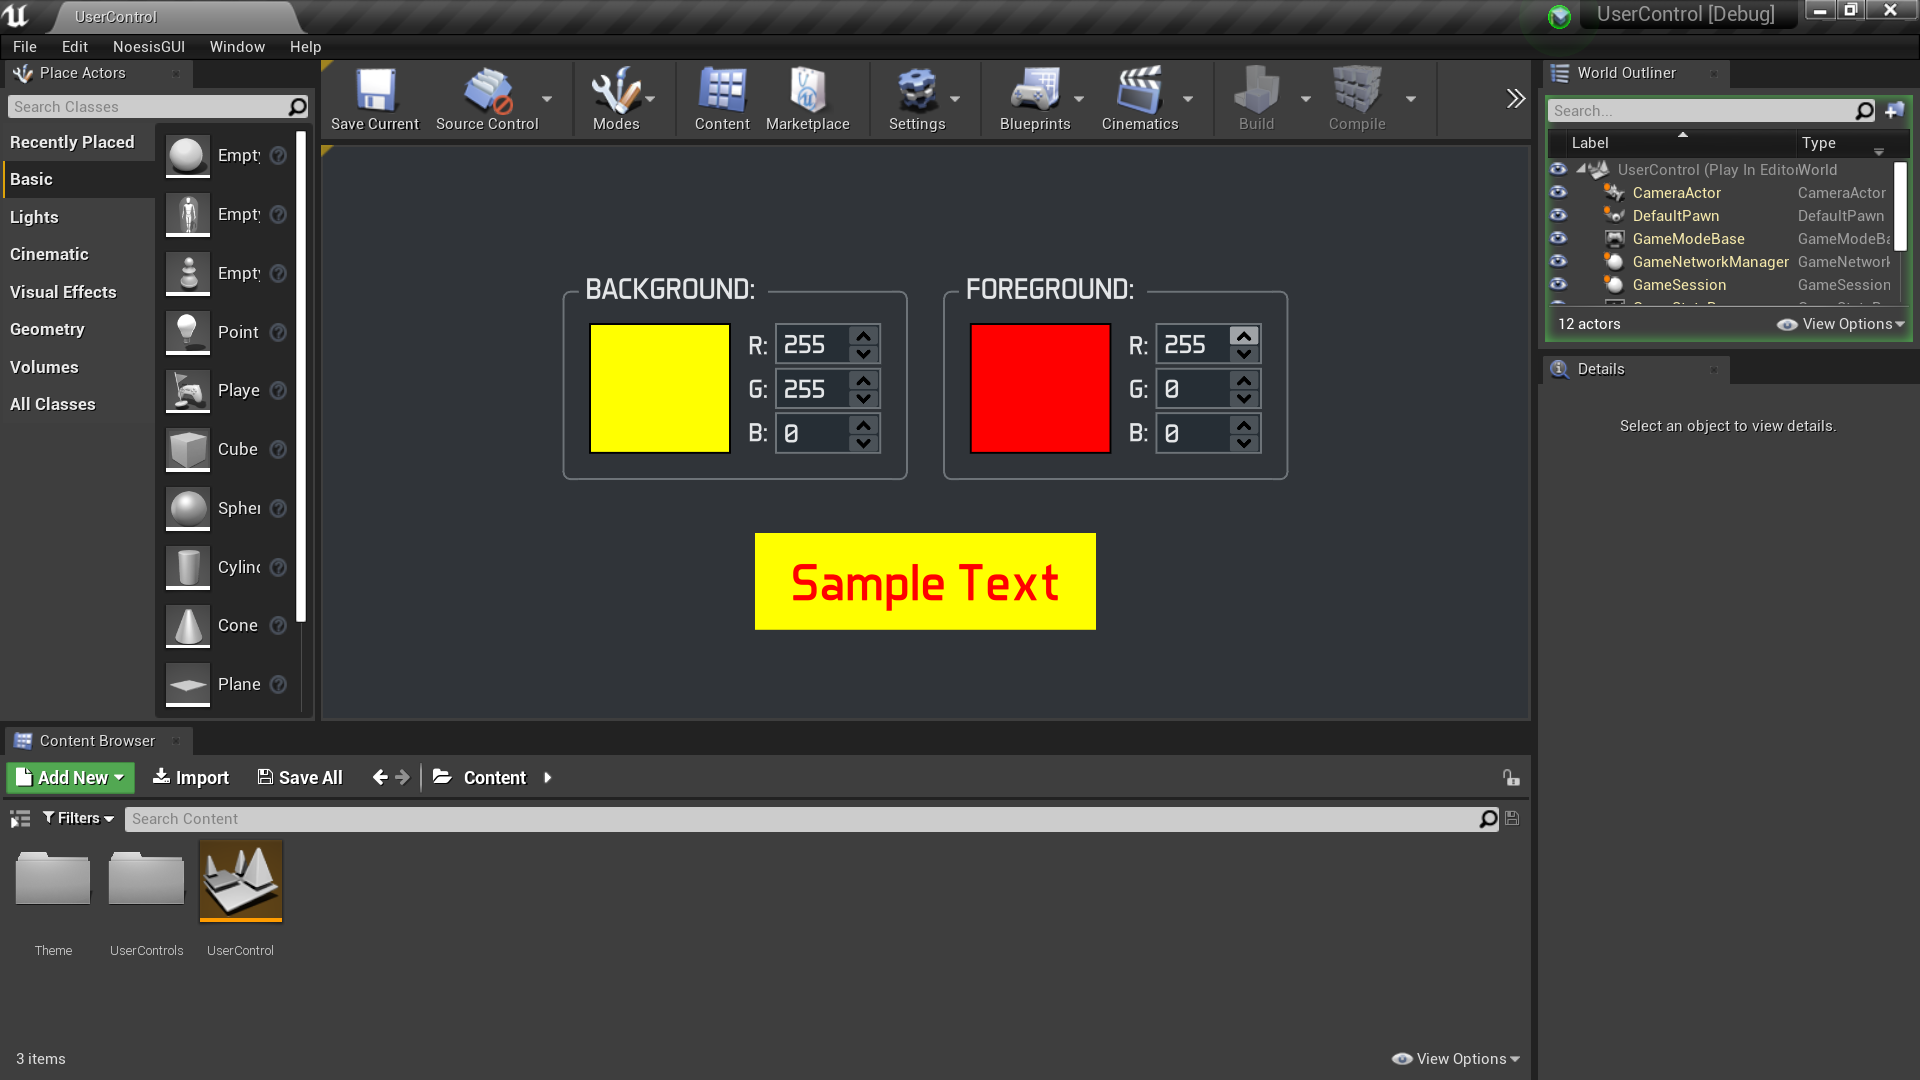 UserControl
UserControl [Debug]
File Edit NoesisGUI Window Help
Place Actors
Search Classes
Recently Placed
Basic
Lights
Cinematic
Visual Effects
Geometry
Volumes
All Classes
Empty
Empty
Empty
Point
Playe
Cube
Spher
Cylind
Cone
Plane
Save Current
Source Control
Modes
Content
Marketplace
Settings
Blueprints
Cinematics
Build
Compile
BACKGROUND:
R: 255
G: 255
B: 0
FOREGROUND:
R: 255
G: 0
B: 0
Sample Text
World Outliner
Search...
Label Type
UserControl (Play In Editor World
CameraActor CameraActor
DefaultPawn DefaultPawn
GameModeBase GameModeBa
GameNetworkManager GameNetwork
GameSession GameSession
12 actors
View Options
Details
Select an object to view details.
Content Browser
Add New Import Save All Content
Filters Search Content
Theme
UserControls
UserControl
3 items
View Options